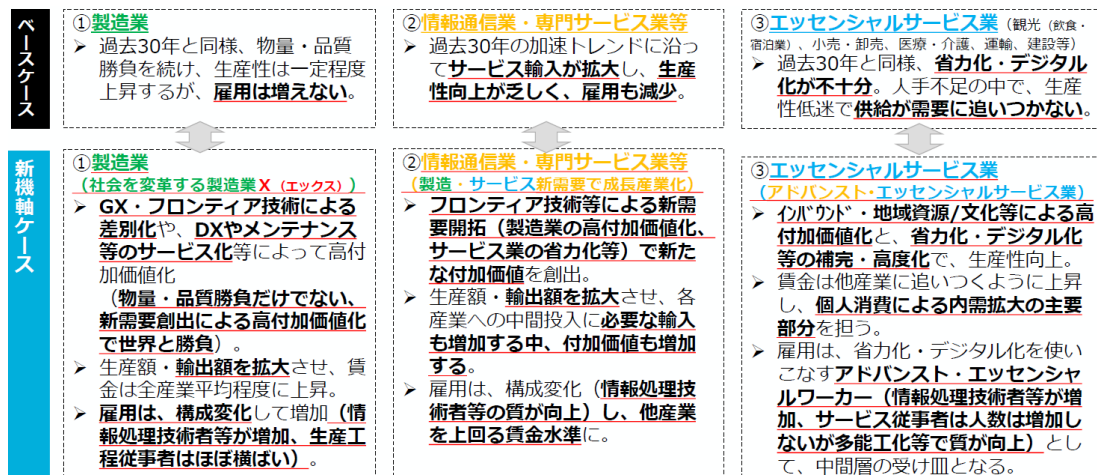 ベースケース
①製造業
➢ 過去30年と同様、物量・品質
勝負を続け、生産性は一定程度
上昇するが、雇用は増えない。
②情報通信業・専門サービス業等
➢ 過去30年の加速トレンドに沿っ
てサービス輸入が拡大し、生産
性向上が乏しく、雇用も減少。
③エッセンシャルサービス業（観光（飲食・
宿泊業）、小売・卸売、医療・介護、運輸、建設等）
➢ 過去30年と同様、省力化・デジタル
化が不十分。人手不足の中で、生産
性低迷で供給が需要に追いつかない。
新機軸ケース
①製造業
（社会を変革する製造業X（エックス））
➢ GX・フロンティア技術による
差別化や、DXやメンテナンス
等のサービス化等によって高付
加価値化
（物量・品質勝負だけでない、
新需要創出による高付加価値化
で世界と勝負）。
➢ 生産額・輸出額を拡大させ、賃
金は全産業平均程度に上昇。
➢ 雇用は、構成変化して増加（情
報処理技術者等が増加、生産工
程従事者はほぼ横ばい）。
②情報通信業・専門サービス業等
（製造・サービス新需要で成長産業化）
➢ フロンティア技術等による新需
要開拓（製造業の高付加価値化、
サービス業の省力化等）で新た
な付加価値を創出。
➢ 生産額・輸出額を拡大させ、各
産業への中間投入に必要な輸入
も増加する中、付加価値も増加
する。
➢ 雇用は、構成変化（情報処理技
術者等の質が向上）し、他産業
を上回る賃金水準に。
③エッセンシャルサービス業
（アドバンスト・エッセンシャルサービス業）
➢ ｲﾝﾊﾞｳﾝﾄﾞ・地域資源/文化等による高
付加価値化と、省力化・デジタル化
等の補完・高度化で、生産性向上。
➢ 賃金は他産業に追いつくように上昇
し、個人消費による内需拡大の主要
部分を担う。
➢ 雇用は、省力化・デジタル化を使い
こなすアドバンスト・エッセンシャ
ルワーカー（情報処理技術者等が増
加、サービス従事者は人数は増加し
ないが多能工化等で質が向上）とし
て、中間層の受け皿となる。